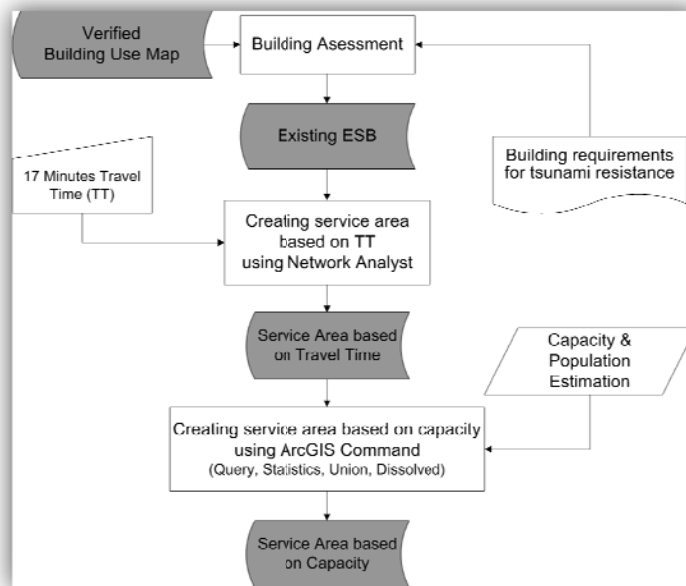 Verified
Building Use Map
Building Asessment
Existing ESB
17 Minutes Travel
Time (TT)
Building requirements
for tsunami resistance
Creating service area
based on TT
using Network Analyst
Service Area based
on Travel Time
Capacity &
Population
Estimation
Creating service area based on capacity
using ArcGIS Command
(Query, Statistics, Union, Dissolved)
Service Area based
on Capacity